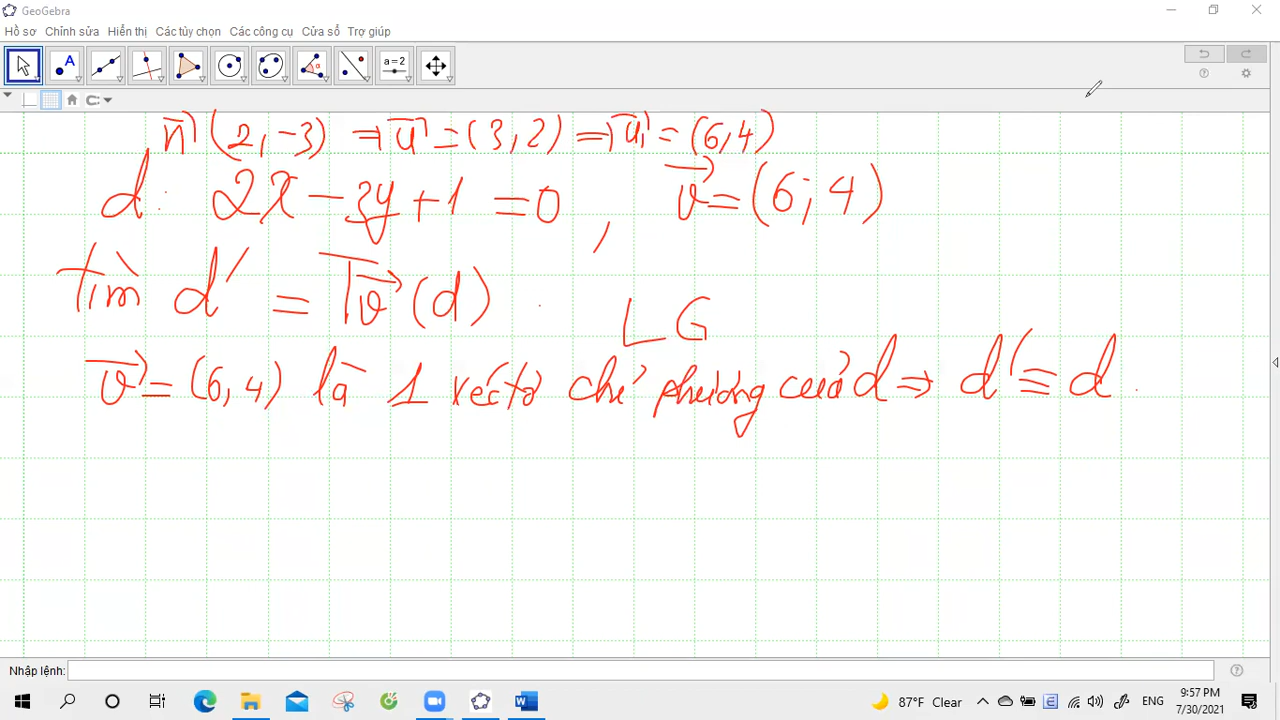 GeoGebra
Hồ sơ Chỉnh sửa Hiển thị Các tùy chọn Các công cụ Cửa sổ Trợ giúp
A a=2
n⃗ (2, -3) ⇒ u⃗ = (3, 2) ⇒ u⃗₁ = (6, 4)
d: 2x - 3y + 1 = 0 , v⃗ = (6; 4)
Tìm d' = T_v⃗ (d) .
LG
v⃗ = (6, 4) là 1 véctơ chỉ phương của d ⇒ d' ≡ d .
Nhập lệnh:
87°F Clear ENG 9:57 PM
7/30/2021